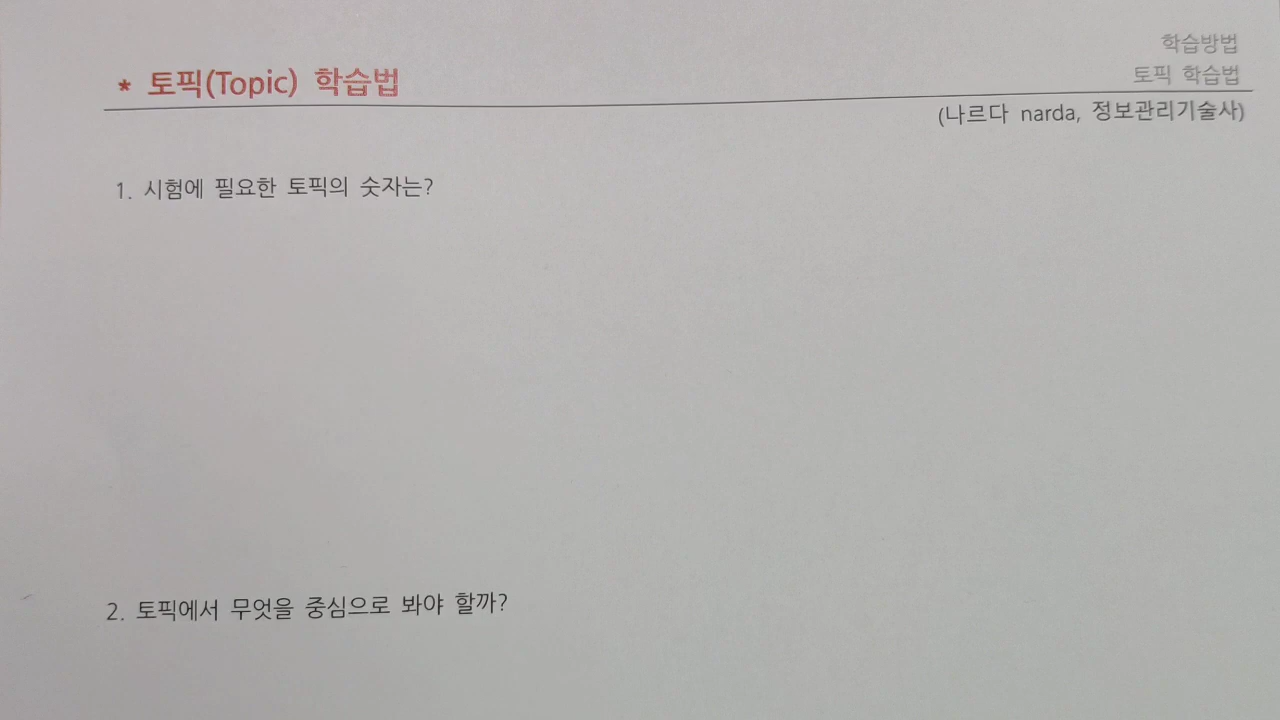 학습방법
토픽 학습법
* 토픽(Topic) 학습법
(나르다 narda, 정보관리기술사)
1. 시험에 필요한 토픽의 숫자는?
2. 토픽에서 무엇을 중심으로 봐야 할까?